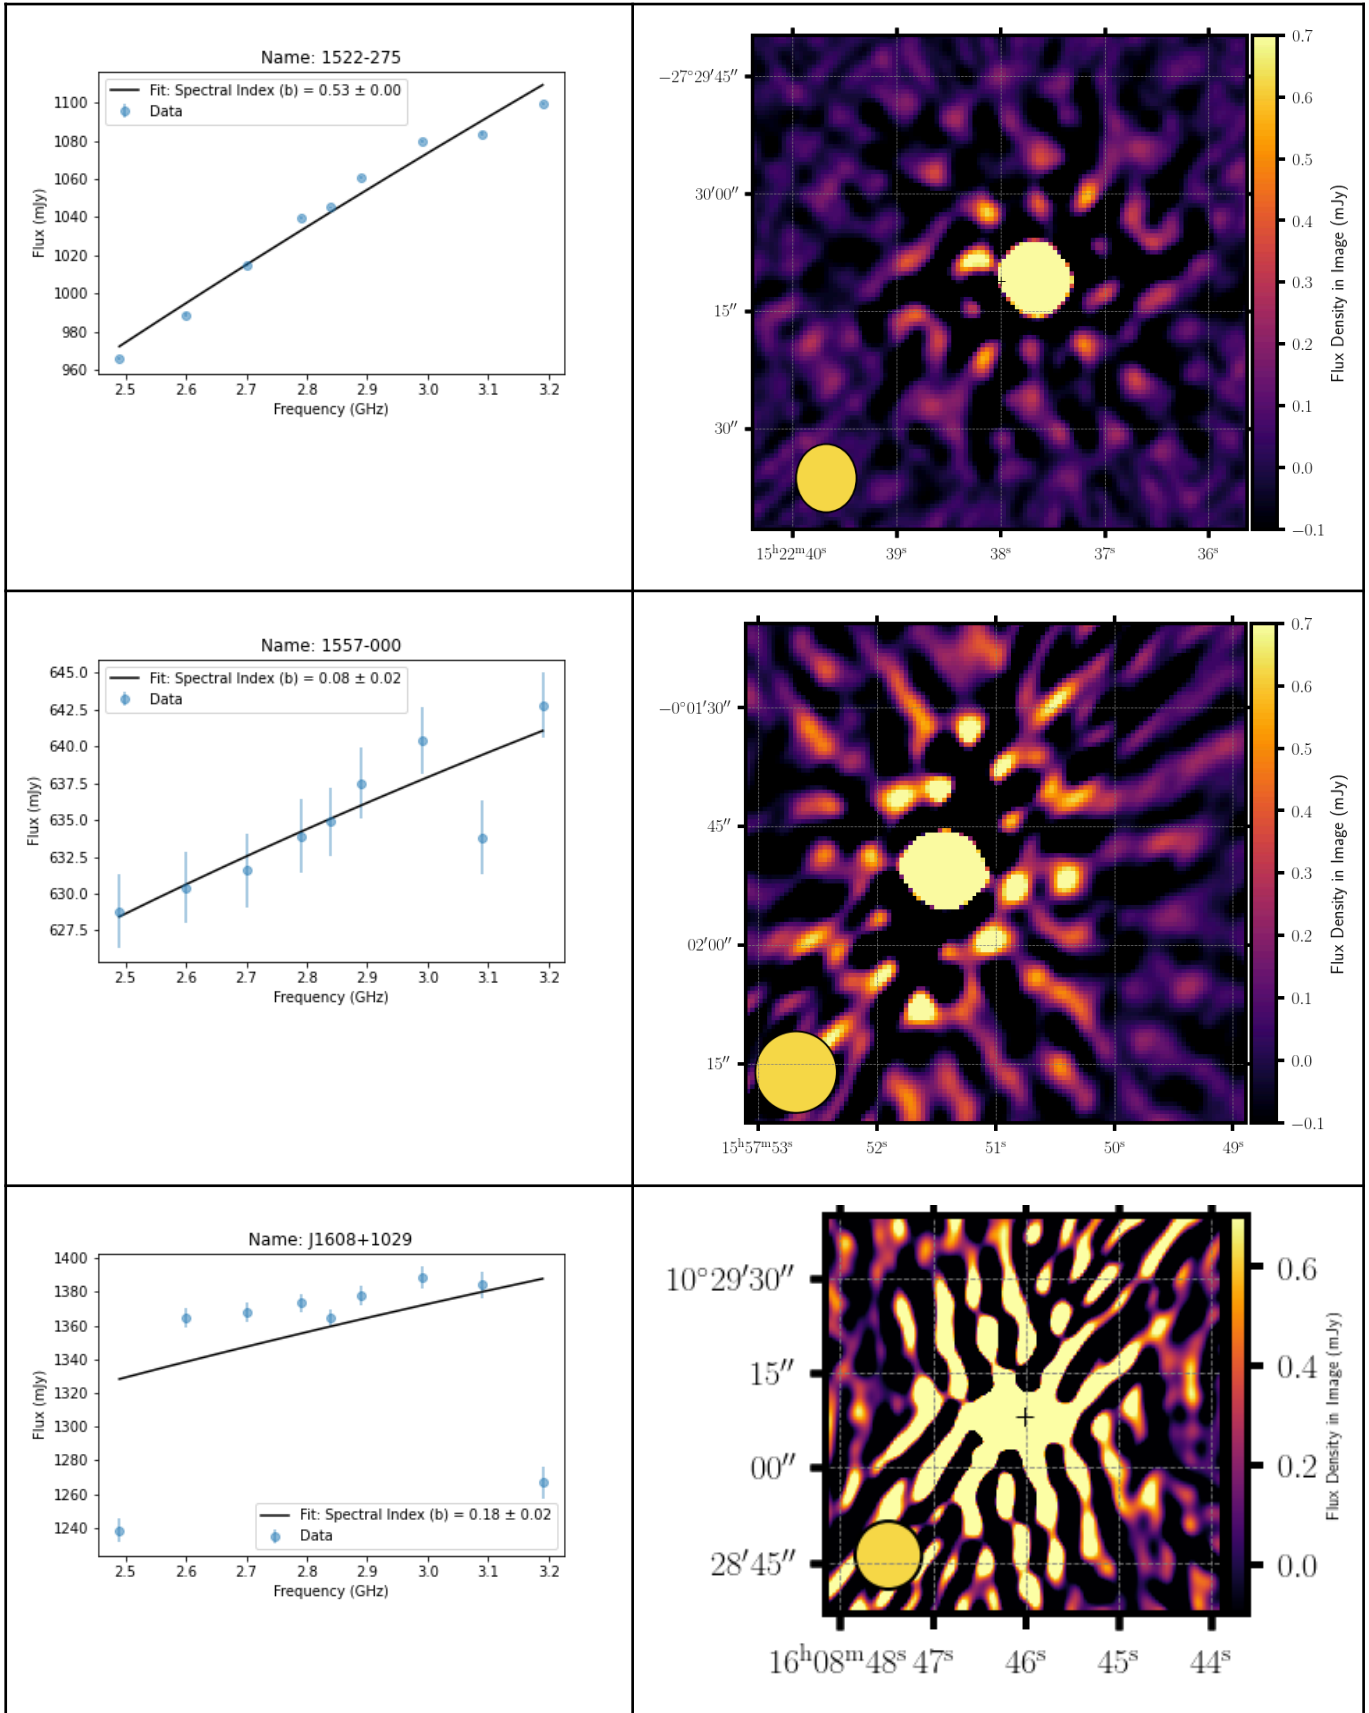 Name: 1522-275
Fit: Spectral Index (b) = 0.53 ± 0.00
Data
Flux (mJy)
1100
1080
1060
1040
1020
1000
980
960
2.5 2.6 2.7 2.8 2.9 3.0 3.1 3.2
Frequency (GHz)
−27°29′45″
30′00″
15″
30″
15ʰ22ᵐ40ˢ 39ˢ 38ˢ 37ˢ 36ˢ
0.7
0.6
0.5
0.4
0.3
0.2
0.1
0.0
−0.1
Flux Density in Image (mJy)
Name: 1557-000
Fit: Spectral Index (b) = 0.08 ± 0.02
Data
Flux (mJy)
645.0
642.5
640.0
637.5
635.0
632.5
630.0
627.5
2.5 2.6 2.7 2.8 2.9 3.0 3.1 3.2
Frequency (GHz)
−0°01′30″
45″
02′00″
15″
15ʰ57ᵐ53ˢ 52ˢ 51ˢ 50ˢ 49ˢ
0.7
0.6
0.5
0.4
0.3
0.2
0.1
0.0
−0.1
Flux Density in Image (mJy)
Name: J1608+1029
Flux (mJy)
1400
1380
1360
1340
1320
1300
1280
1260
1240
Fit: Spectral Index (b) = 0.18 ± 0.02
Data
2.5 2.6 2.7 2.8 2.9 3.0 3.1 3.2
Frequency (GHz)
10°29′30″
15″
00″
28′45″
16ʰ08ᵐ48ˢ 47ˢ 46ˢ 45ˢ 44ˢ
0.6
0.4
0.2
0.0
Flux Density in Image (mJy)